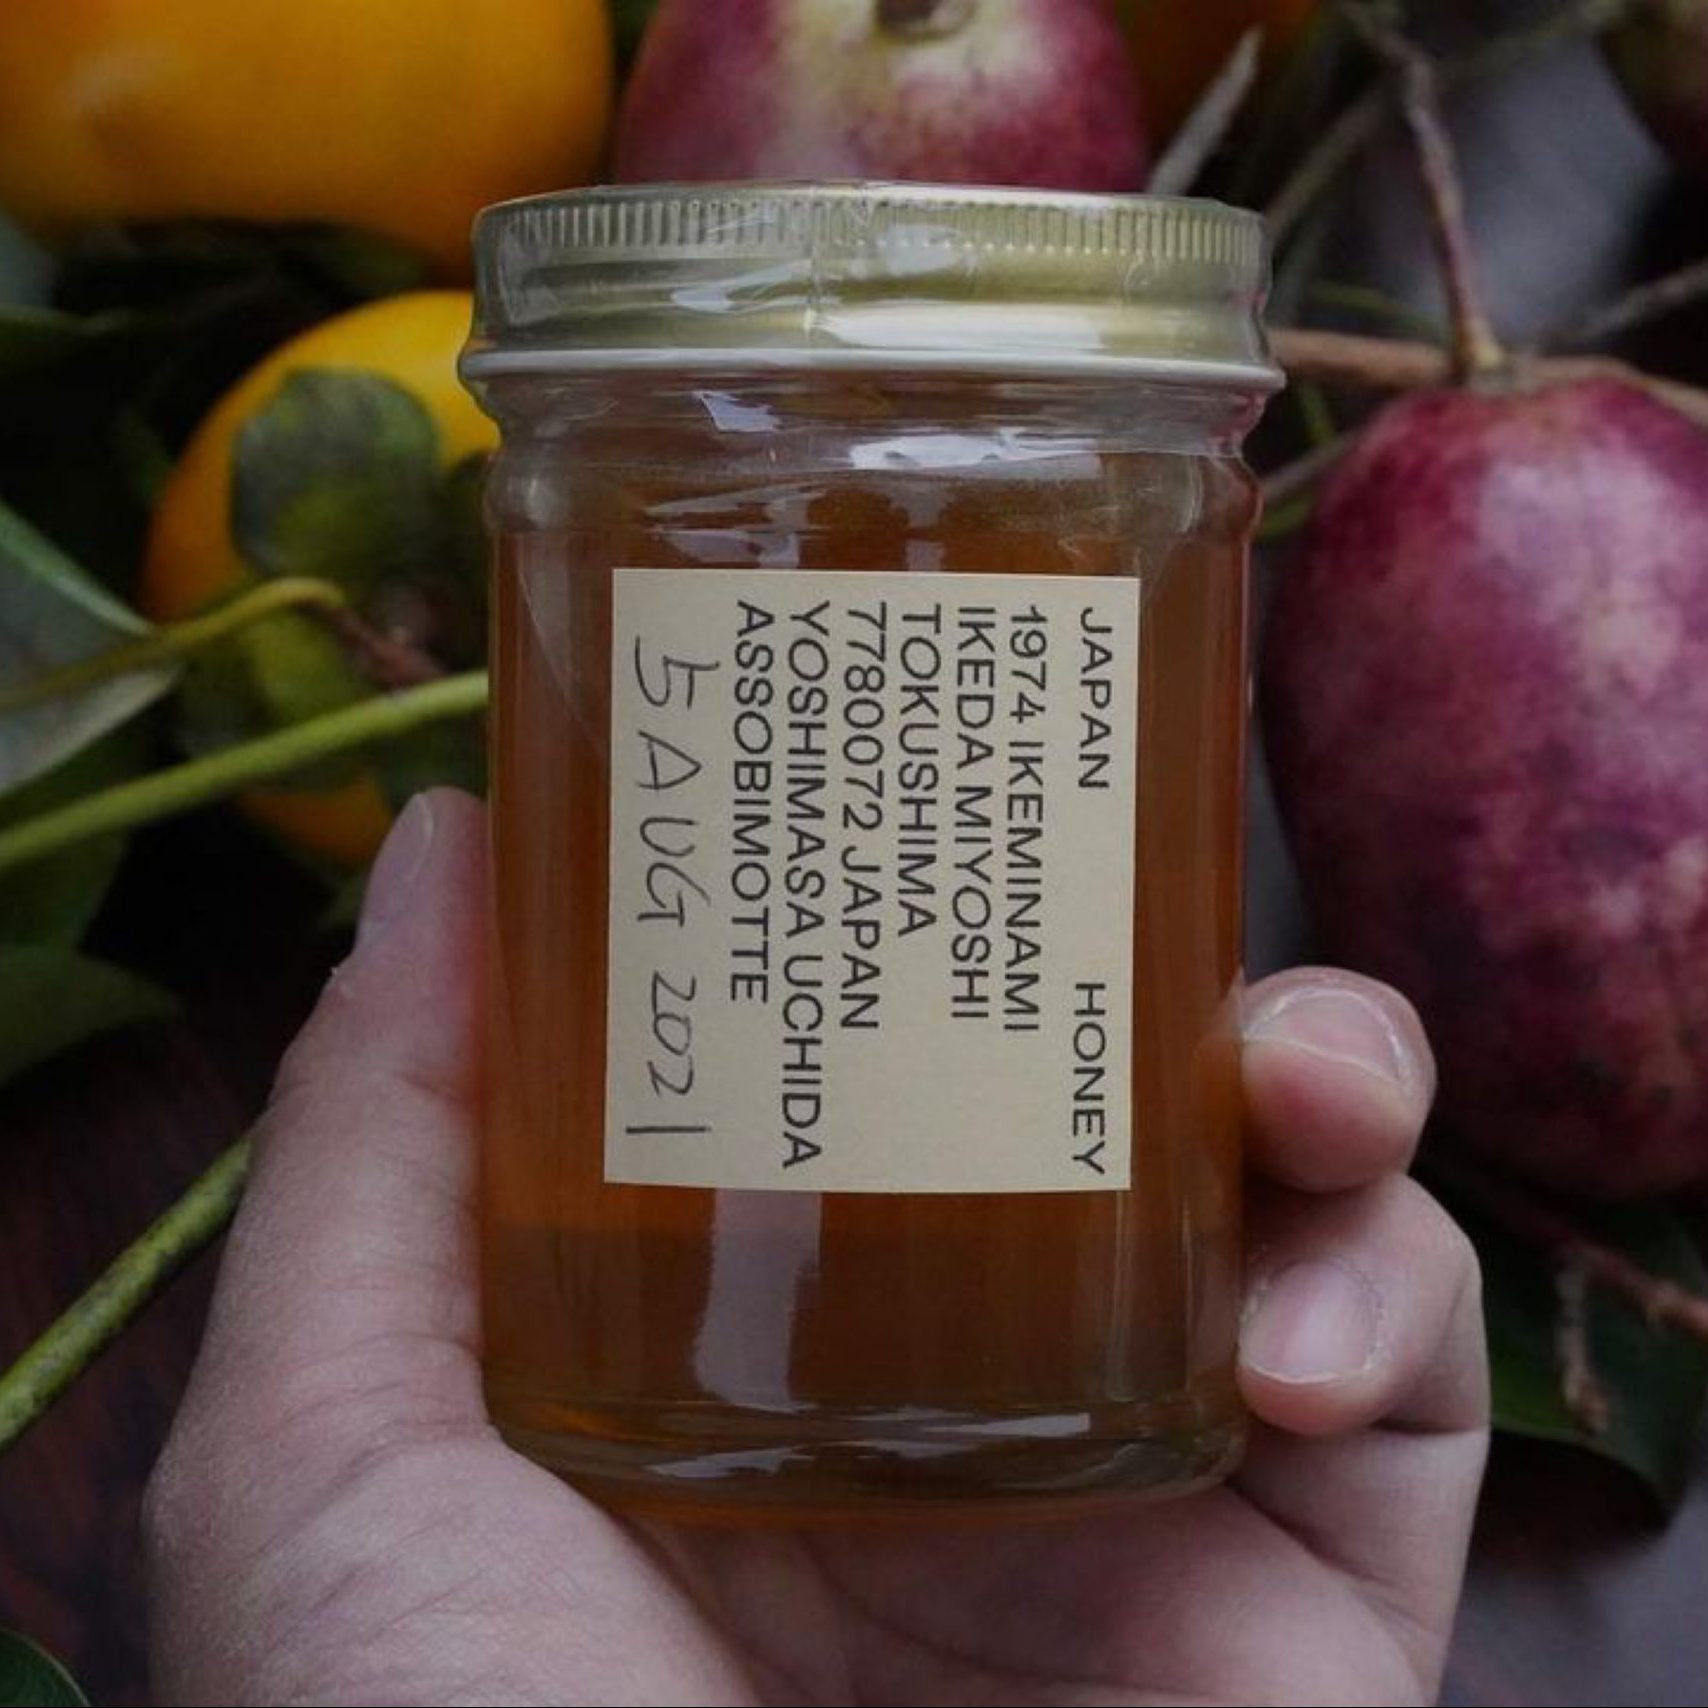 JAPAN HONEY
1974 IKEMINAMI
IKEDA MIYOSHI
TOKUSHIMA
7780072 JAPAN
YOSHIMASA UCHIDA
ASSOBIMOTTE
5 AUG 2021